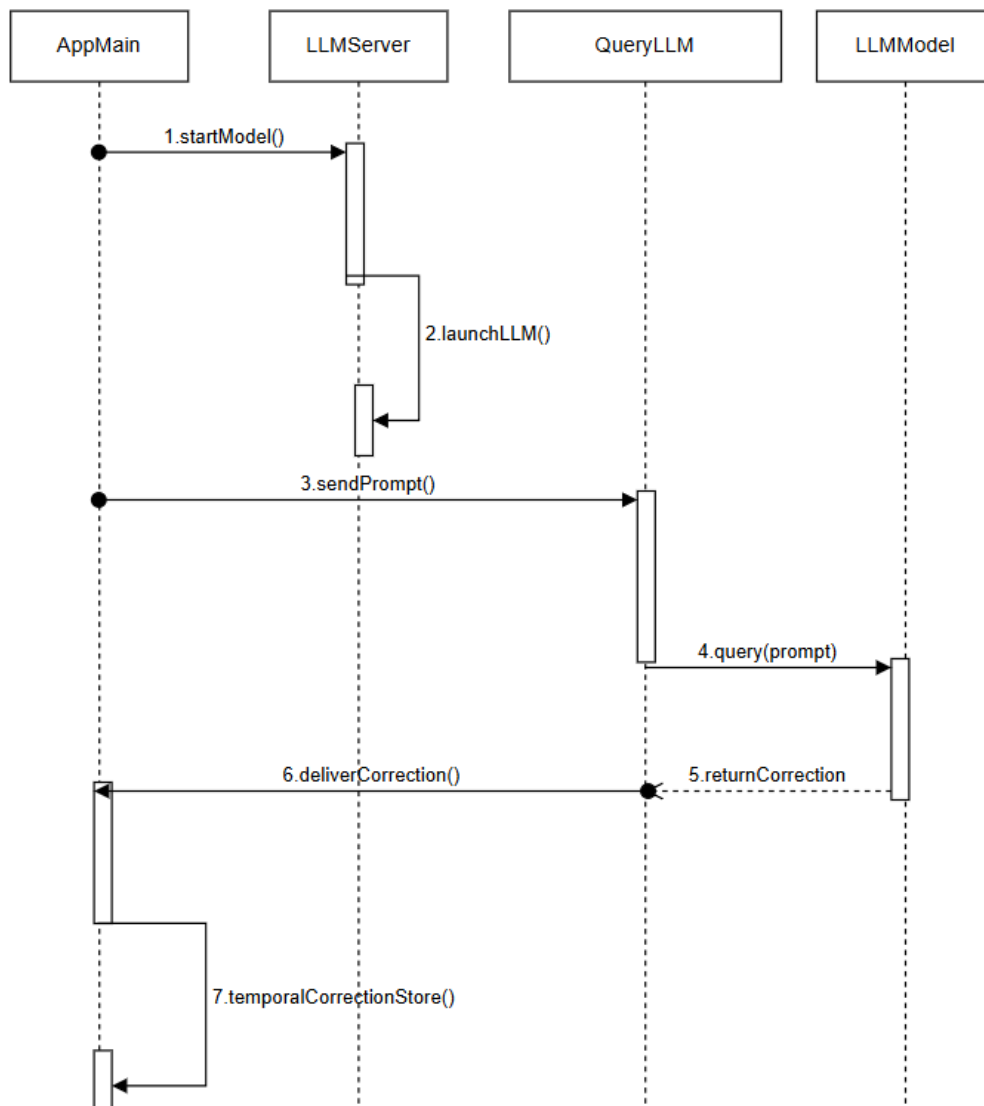 AppMain
LLMServer
QueryLLM
LLMModel
1.startModel()
2.launchLLM()
3.sendPrompt()
4.query(prompt)
6.deliverCorrection()
5.returnCorrection
7.temporalCorrectionStore()